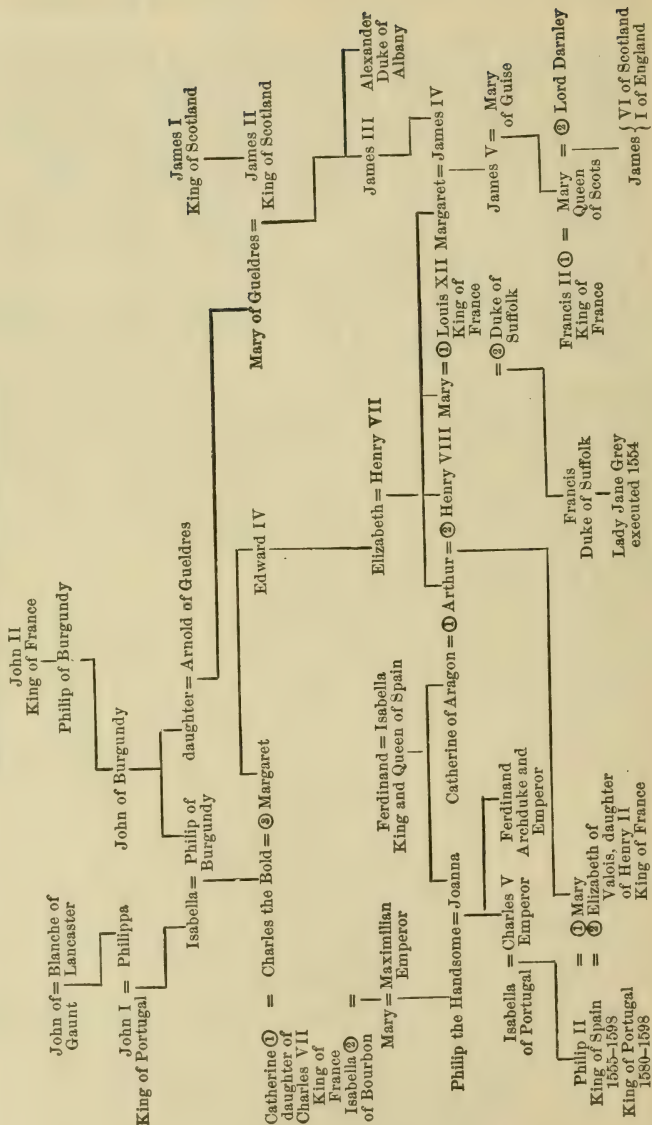 John II
King of France
Philip of Burgundy
John of = Blanche of
Gaunt Lancaster
John of Burgundy
James I
King of Scotland
John I = Philippa
King of Portugal
daughter = Arnold of Gueldres
James II
King of Scotland
Mary of Gueldres =
Isabella = Philip of
Burgundy
Catherine ① = Charles the Bold = ③ Margaret
daughter of
Charles VII
King of
France
Isabella ② =
of Bourbon
Edward IV
James III
Alexander
Duke of
Albany
Mary = Maximilian
Emperor
Ferdinand = Isabella
King and Queen of Spain
Elizabeth = Henry VII
Philip the Handsome = Joanna
Catherine of Aragon = ① Arthur = ② Henry VIII
Mary = ① Louis XII
King of
France
= ② Duke of
Suffolk
Margaret = James IV
Isabella = Charles V
of Portugal Emperor
Ferdinand
Archduke and
Emperor
James V = Mary
of Guise
Philip II = ① Mary
King of Spain = ② Elizabeth of
1555–1598 Valois, daughter
King of Portugal of Henry II
1580–1598 King of France
Francis
Duke of Suffolk
Lady Jane Grey
executed 1554
Francis II ① = Mary = ② Lord Darnley
King of Queen
France of Scots
James { VI of Scotland
I of England